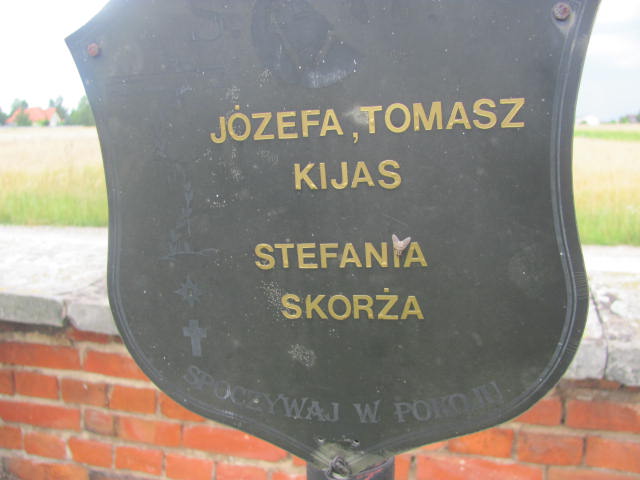 JÓZEFA, TOMASZ
KIJAS
STEFANIA
SKORŻA
SPOCZYWAJ W POKOJU